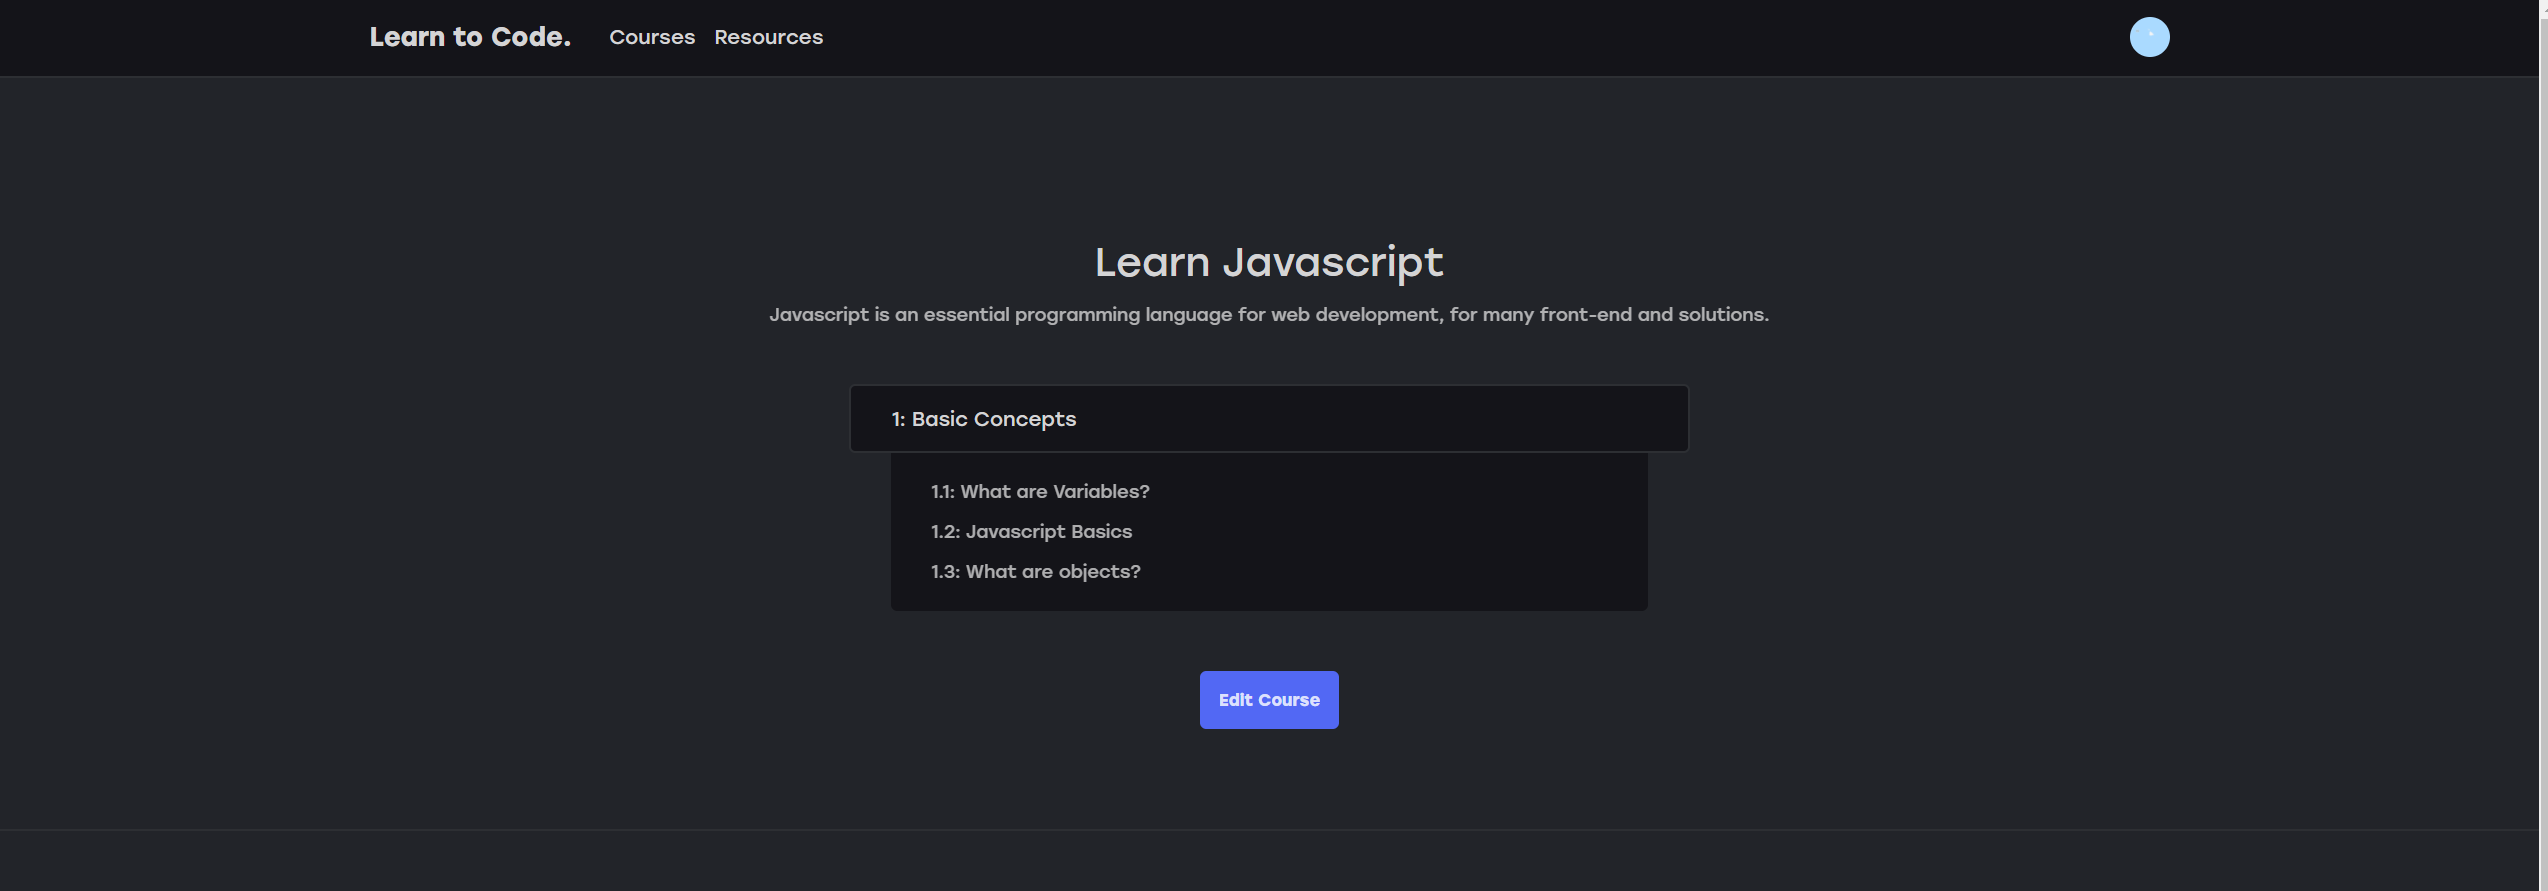 Learn to Code. Courses Resources
Learn Javascript
Javascript is an essential programming language for web development, for many front-end and solutions.
1: Basic Concepts
1.1: What are Variables?
1.2: Javascript Basics
1.3: What are objects?
Edit Course